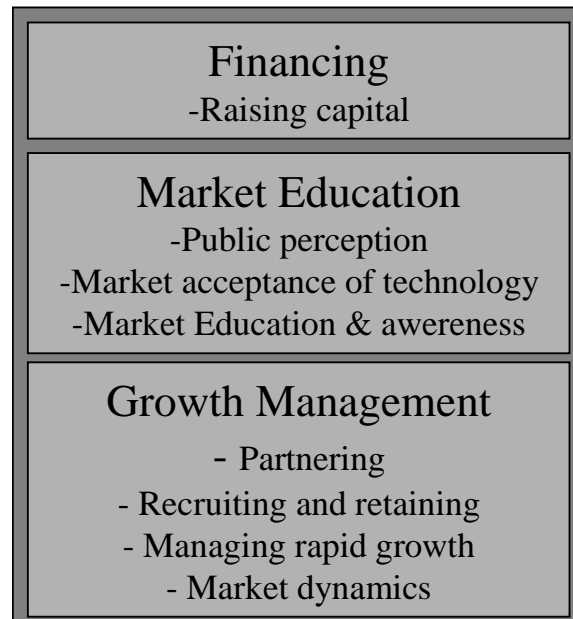 Financing
-Raising capital
Market Education
-Public perception
-Market acceptance of technology
-Market Education & awereness
Growth Management
- Partnering
- Recruiting and retaining
- Managing rapid growth
- Market dynamics